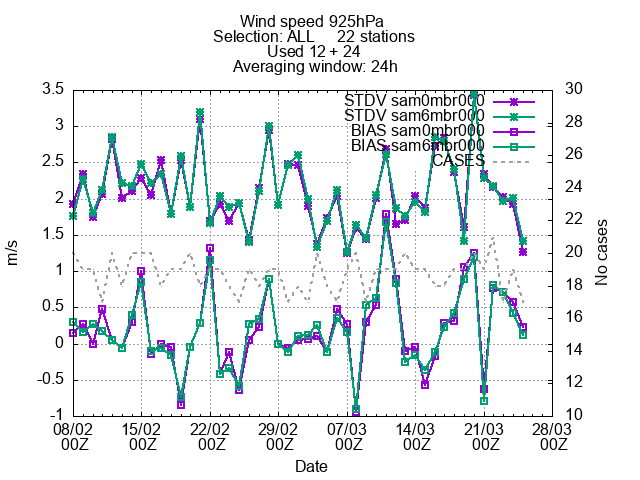 Wind speed 925hPa
Selection: ALL 22 stations
Used 12 + 24
Averaging window: 24h
3.5
3
2.5
2
1.5
1
0.5
0
-0.5
-1
m/s
30
28
26
24
22
20
18
16
14
12
10
No cases
STDV sam0mbr000
STDV sam6mbr000
BIAS sam0mbr000
BIAS sam6mbr000
CASES
08/02 15/02 22/02 29/02 07/03 14/03 21/03 28/03
00Z 00Z 00Z 00Z 00Z 00Z 00Z 00Z
Date